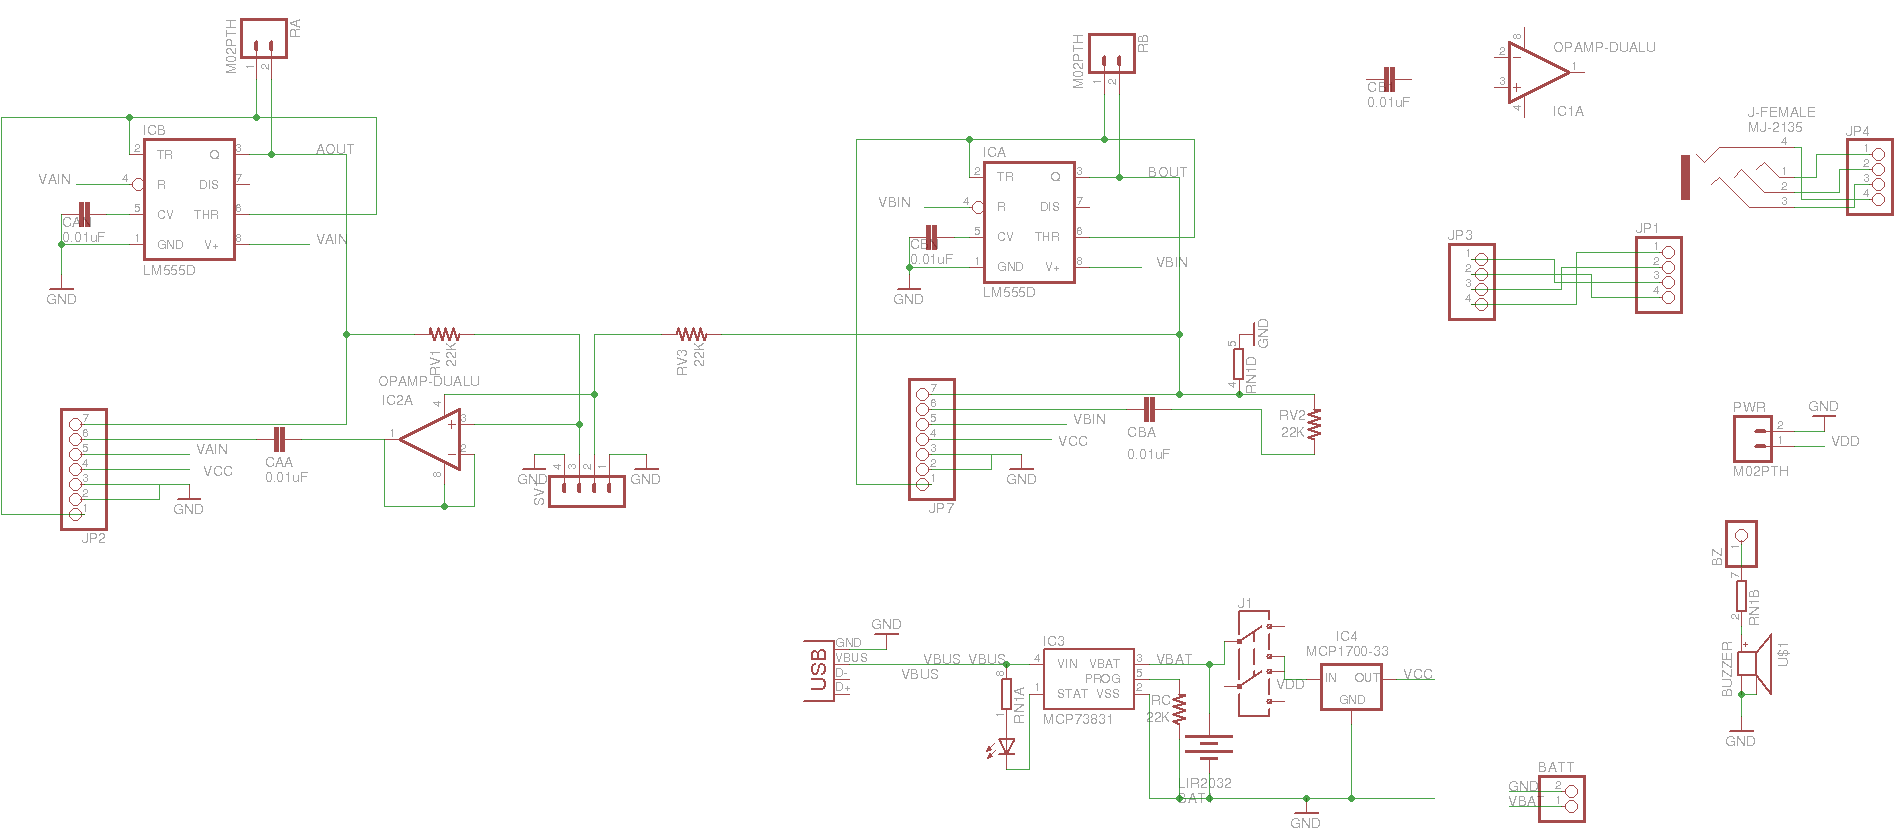 RA
M02PTH
1
2
ICB
2 TR Q 3 AOUT
VAIN 4 R DIS 7
5 CV THR 6
CAN
0.01uF
1 GND V+ 8 VAIN
LM555D
GND
RB
M02PTH
1
2
ICA
2 TR Q 3 BOUT
VBIN 4 R DIS 7
5 CV THR 6
0.01uF
1 GND V+ 8 VBIN
LM555D
GND
0.01uF
OPAMP-DUALU
8
2
1
3
4
IC1A
J-FEMALE
MJ-2135
4
1
2
3
JP4
1
2
3
4
JP3
1
2
3
4
JP1
1
2
3
4
RV1
22K
RV3
22K
OPAMP-DUALU
IC2A
4
3
1
2
8
JP2
7
6
5 VAIN
4 VCC
3
2
1
GND
CAA
0.01uF
GND
4
3
2
1
GND
5
GND
4
RN1D
7
6
5 VBIN
4 VCC
3
2
1
GND
JP7
CBA
0.01uF
RV2
22K
PWR
2 GND
1 VDD
M02PTH
BZ
1
7
RN1B
2
BUZZER
U$1
GND
USB
GND
VBUS
D-
D+
GND
VBUS VBUS
VBUS
8
RN1A
1
IC3
4 VIN VBAT 3 VBAT
PROG 5
1 STAT VSS 2
MCP73831
RC
22K
LIR2032
BAT
J1
VDD
IC4
MCP1700-33
IN OUT VCC
GND
GND
BATT
GND 2
VBAT 1